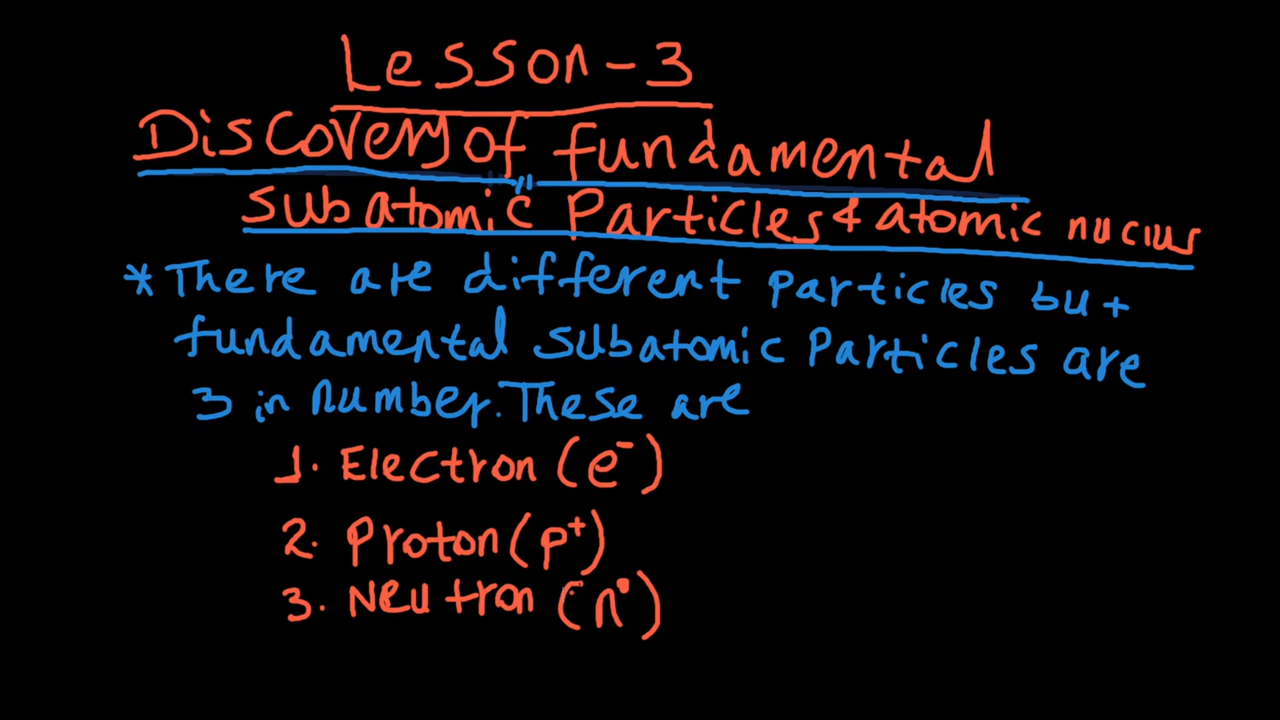 Lesson-3
Discovery of fundamental
subatomic Particles & atomic nucius
* There are different particles but
fundamental subatomic Particles are
3 in number. These are
1. Electron (e⁻)
2. Proton (p⁺)
3. Neutron (n°)